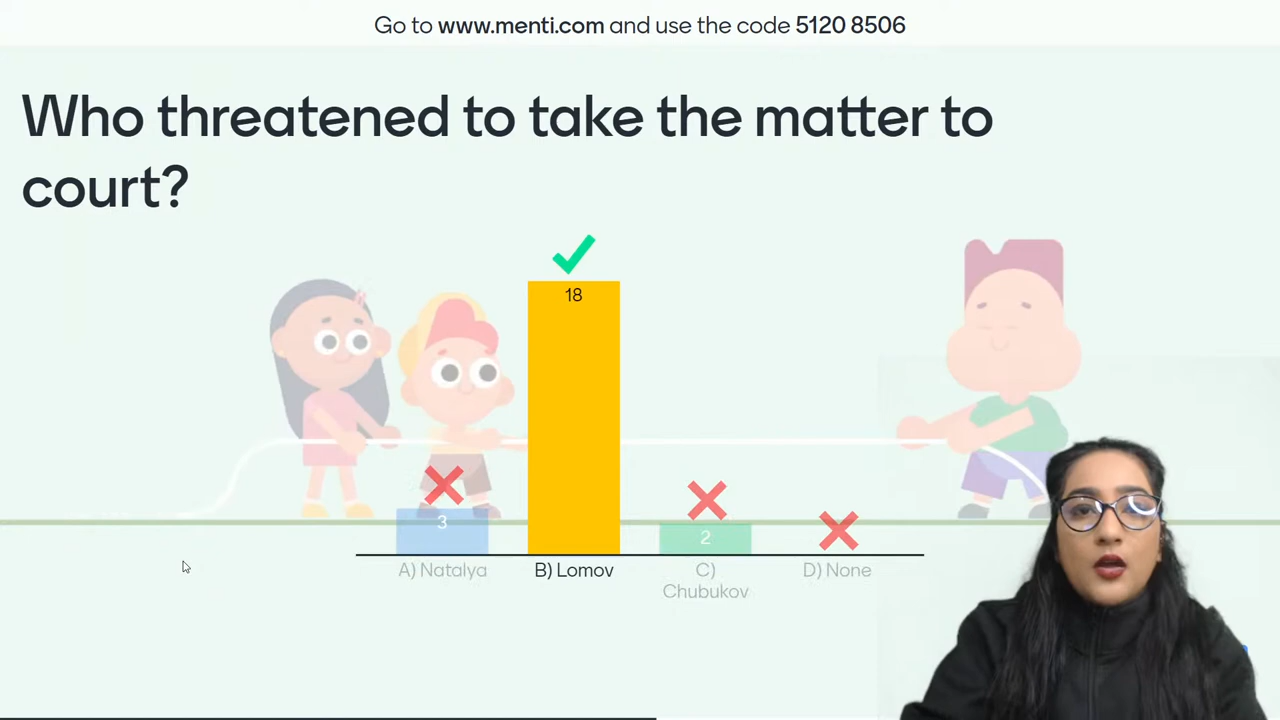 Go to www.menti.com and use the code 5120 8506
Who threatened to take the matter to
court?
18
3
2
A) Natalya
B) Lomov
C)
Chubukov
D) None